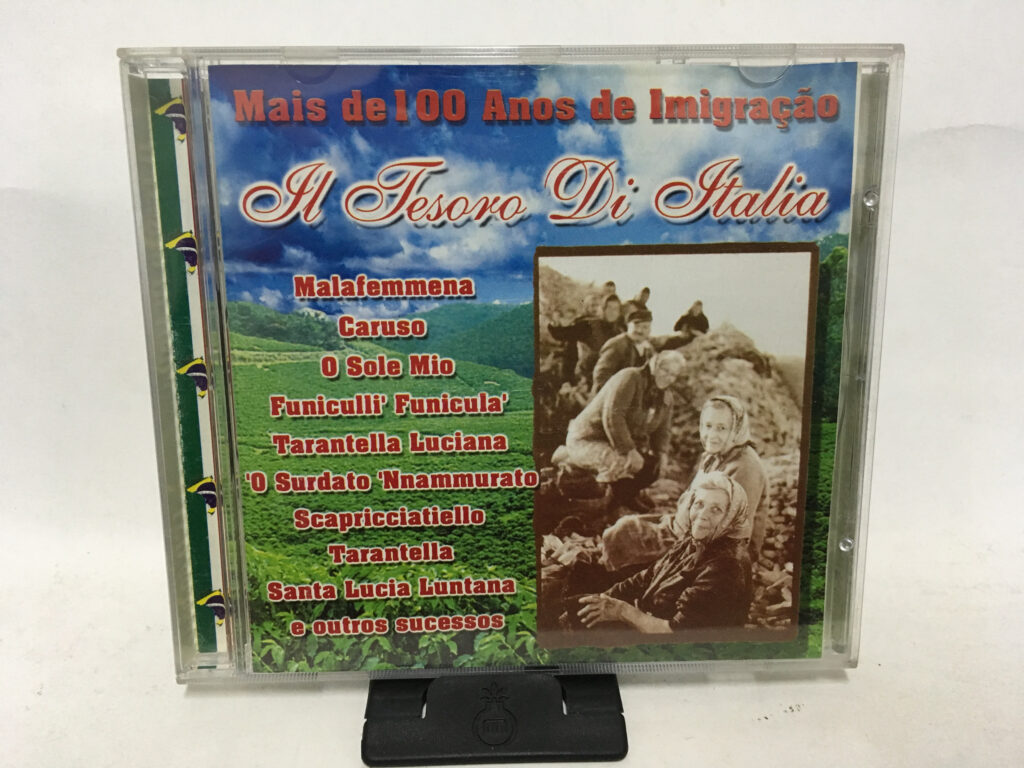 Mais de 100 Anos de Imigração
Il Tesoro Di Italia
Malafemmena
Caruso
O Sole Mio
Funiculli' Funicula'
Tarantella Luciana
'O Surdato 'Nnammurato
Scapricciatiello
Tarantella
Santa Lucia Luntana
e outros sucessos